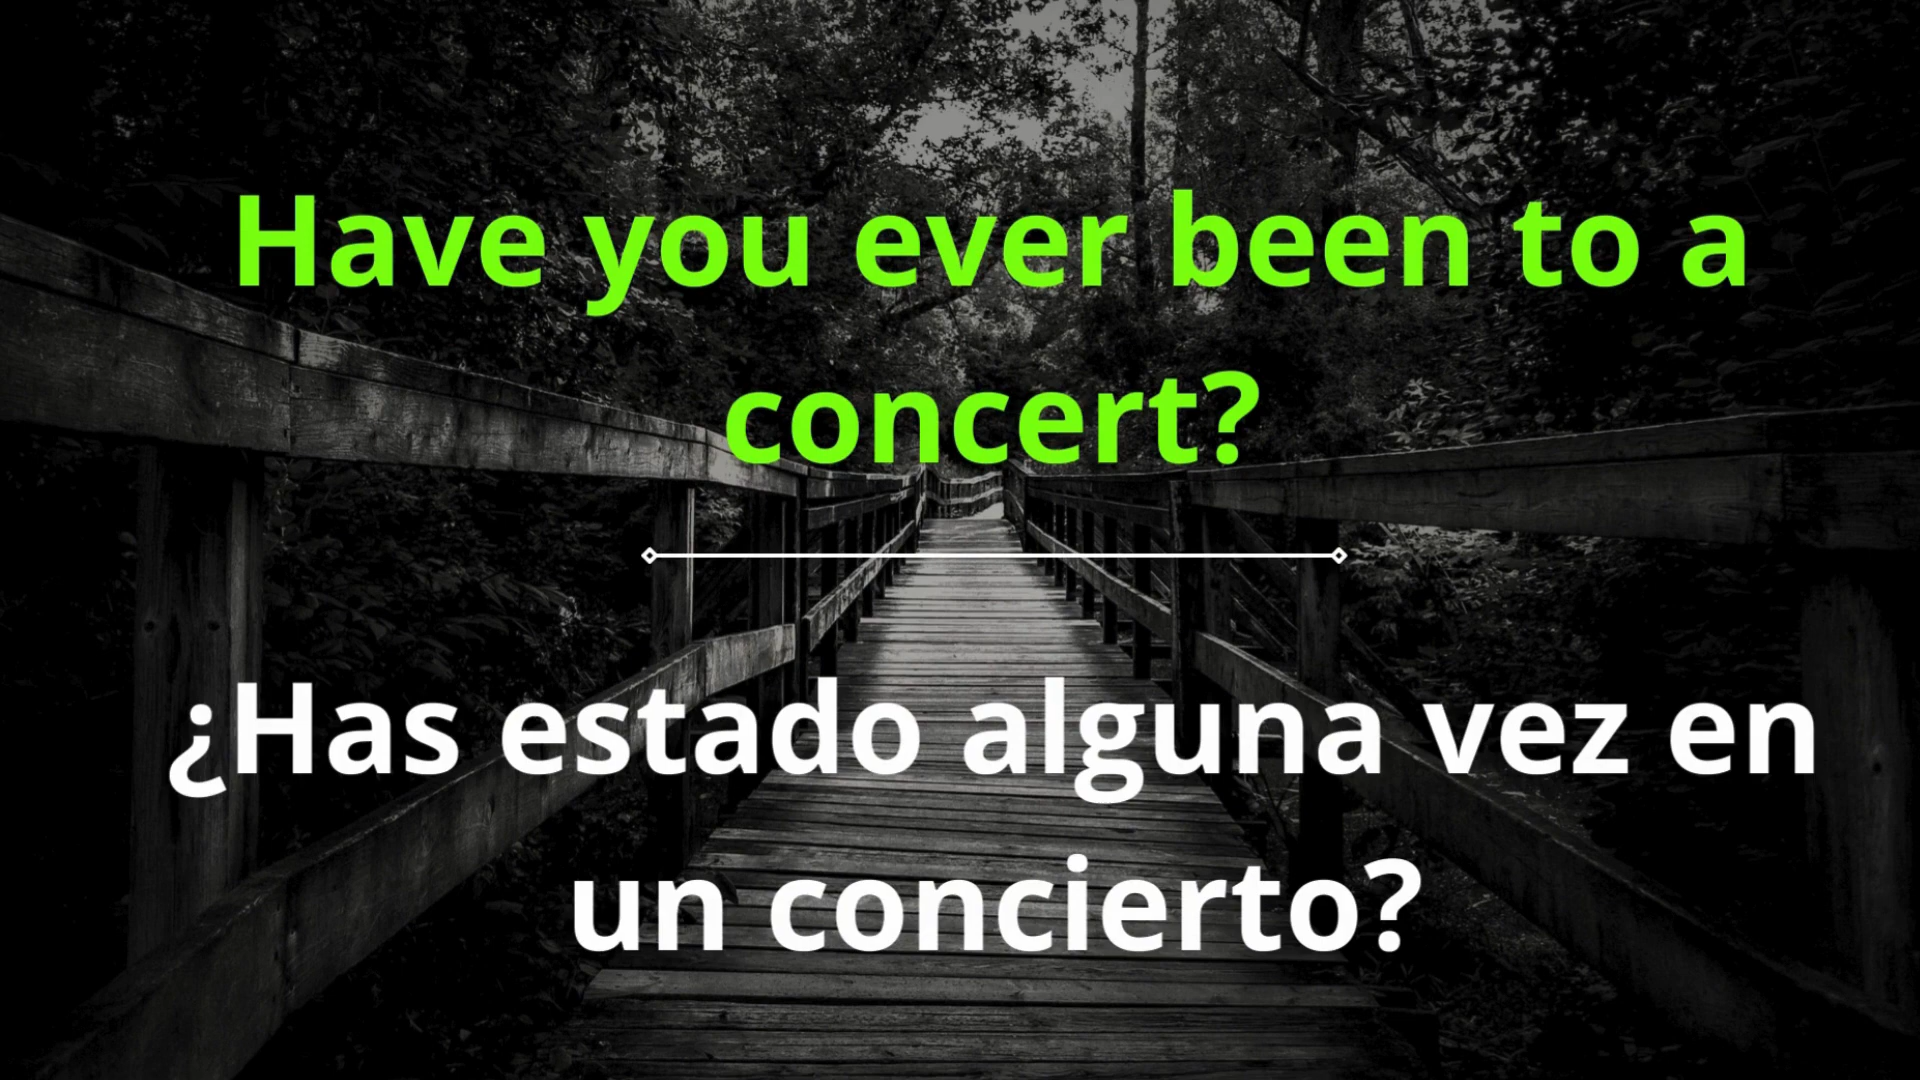 Have you ever been to a
concert?
¿Has estado alguna vez en
un concierto?